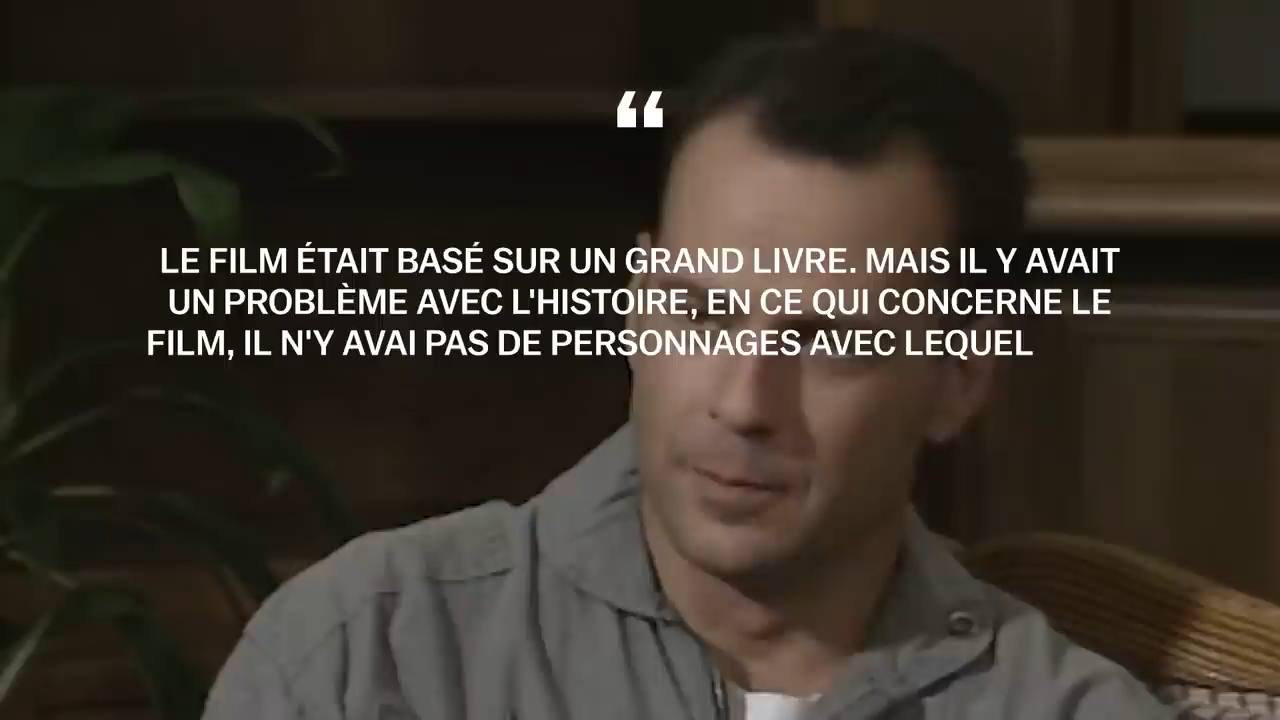 “
LE FILM ÉTAIT BASÉ SUR UN GRAND LIVRE. MAIS IL Y AVAIT
UN PROBLÈME AVEC L'HISTOIRE, EN CE QUI CONCERNE LE
FILM, IL N'Y AVAI PAS DE PERSONNAGES AVEC LEQUEL